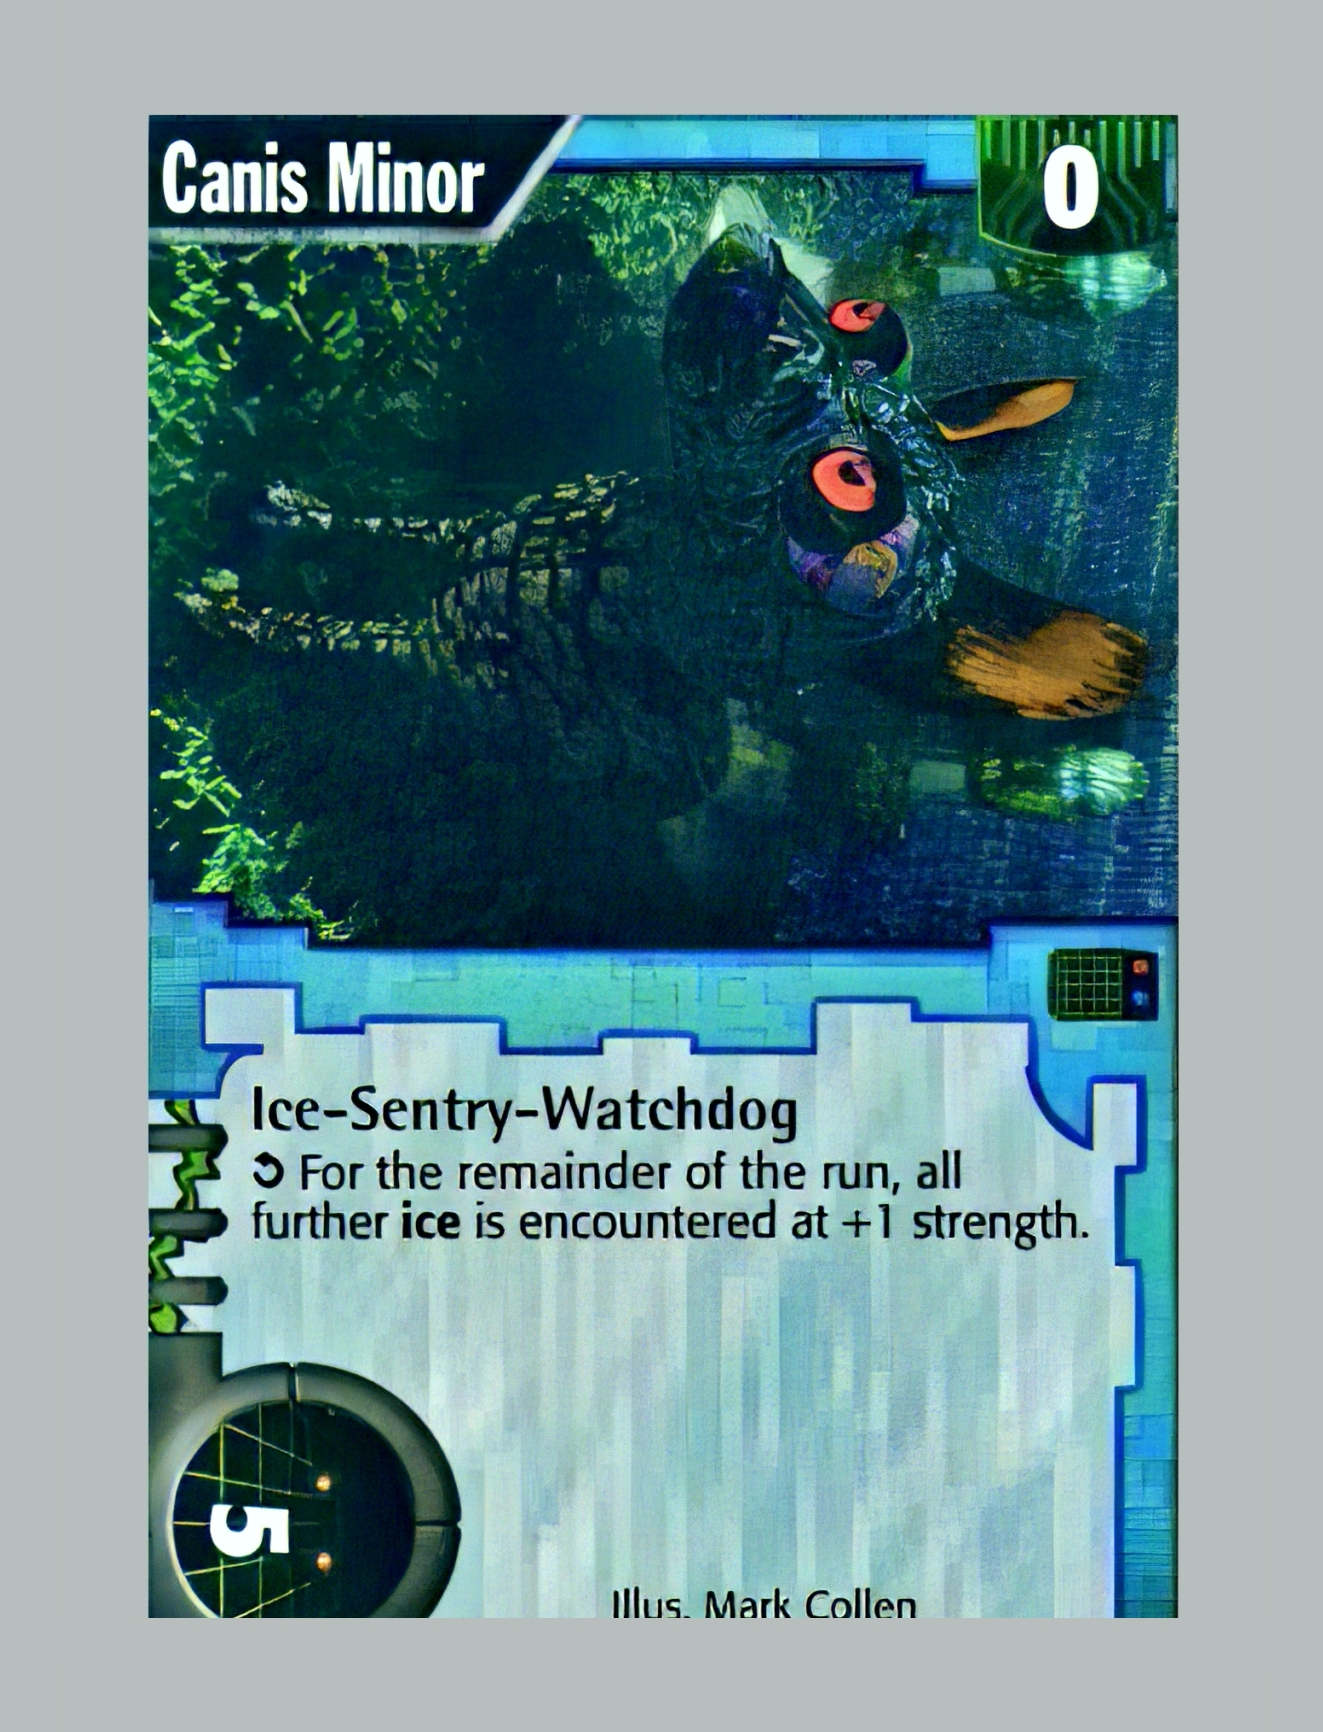 Canis Minor
0
Ice-Sentry-Watchdog
For the remainder of the run, all
further ice is encountered at +1 strength.
5
Illus. Mark Collen